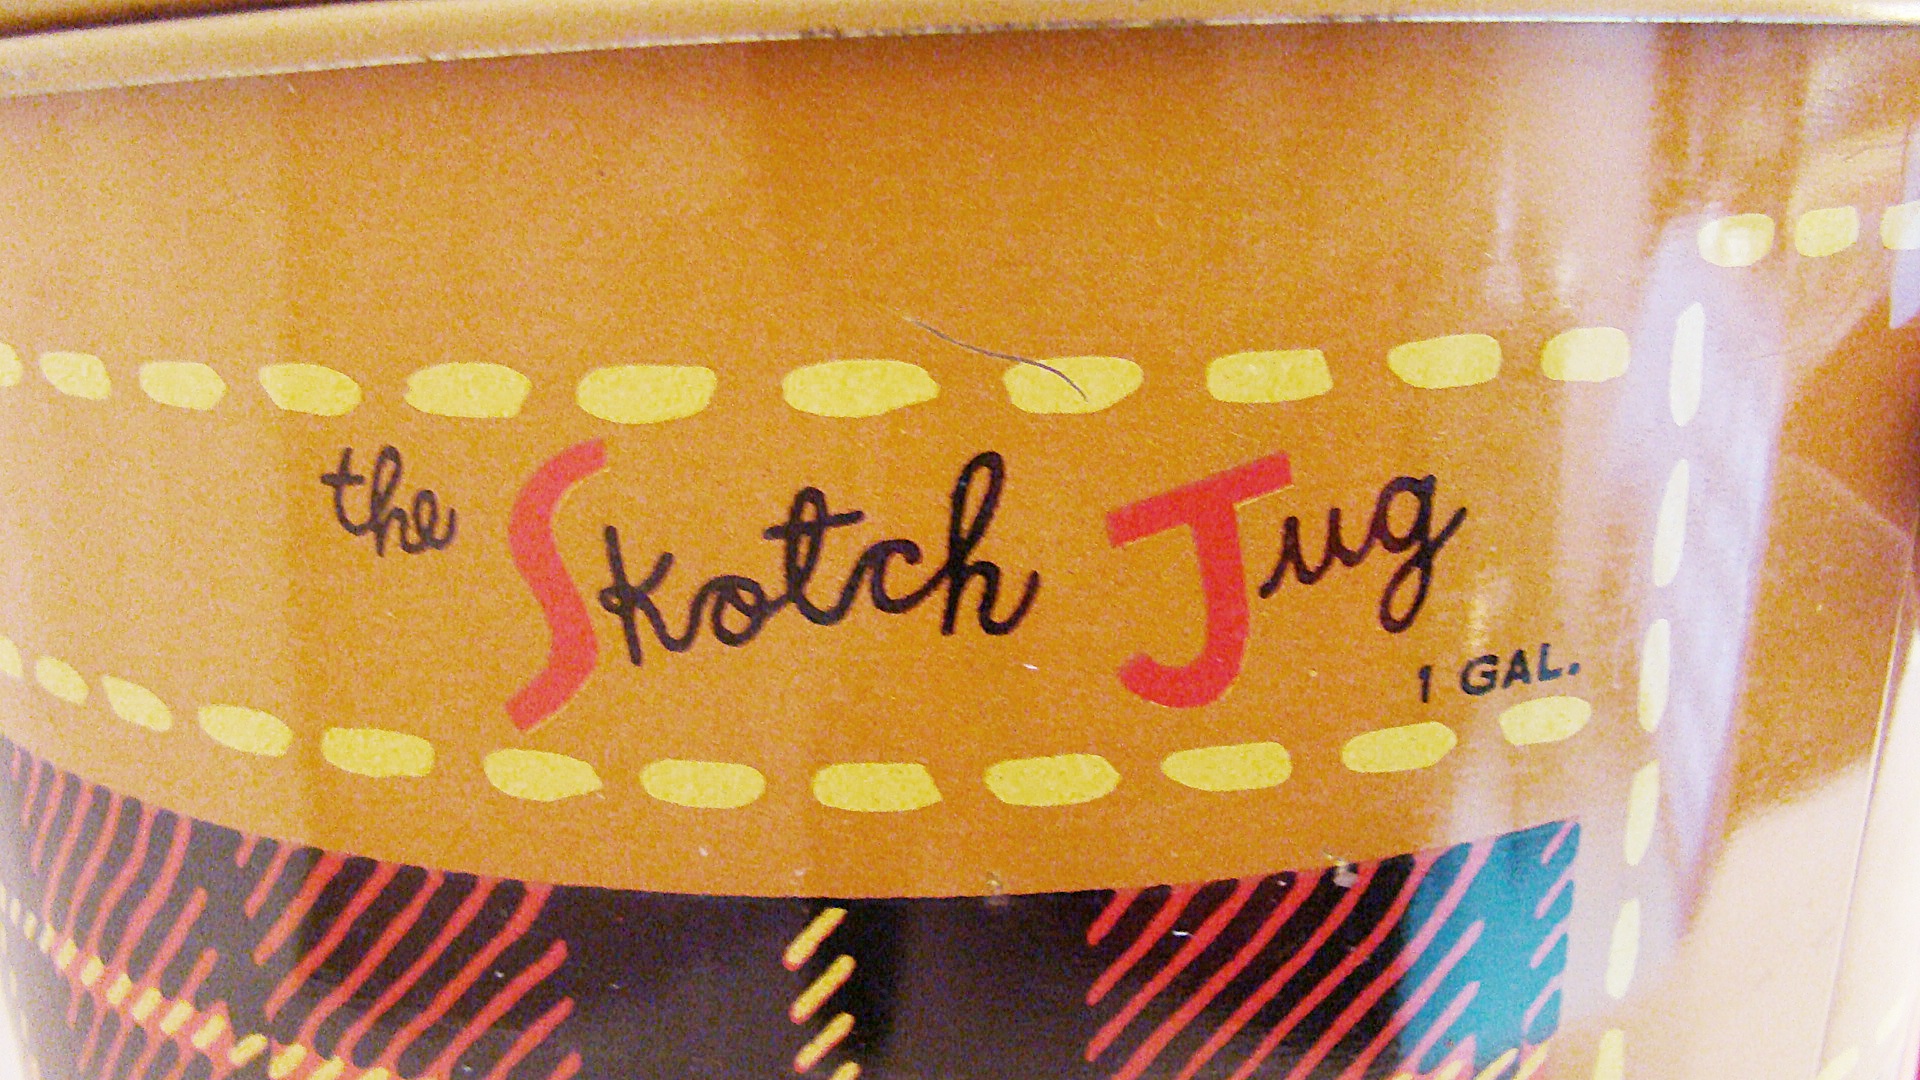 the Skotch Jug
1 GAL.